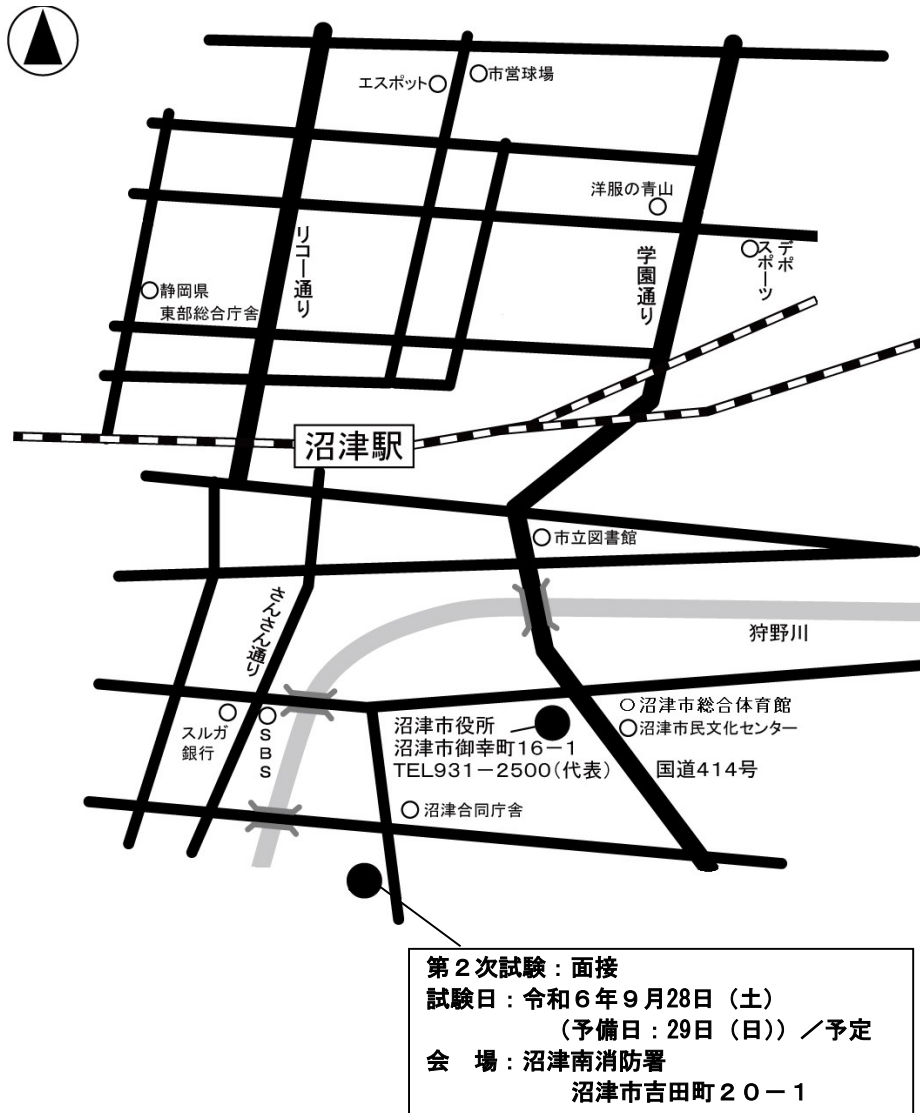 エスポット
市営球場
洋服の青山
リコー通り
学園通り
デポ
スポーツ
静岡県
東部総合庁舎
沼津駅
市立図書館
さんさん通り
狩野川
沼津市総合体育館
沼津市民文化センター
スルガ
銀行
SBS
沼津市役所
沼津市御幸町16-1
TEL931-2500(代表)
国道414号
沼津合同庁舎
第2次試験:面接
試験日:令和6年9月28日(土)
(予備日:29日(日))/予定
会 場:沼津南消防署
沼津市吉田町20-1